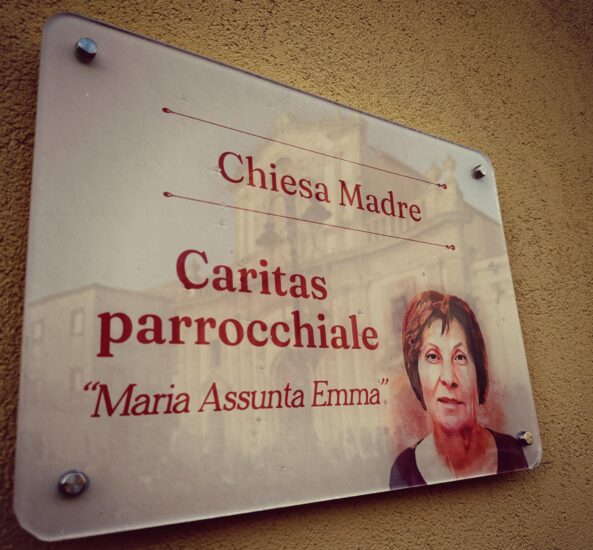 Chiesa Madre
Caritas
parrocchiale
“Maria Assunta Emma”